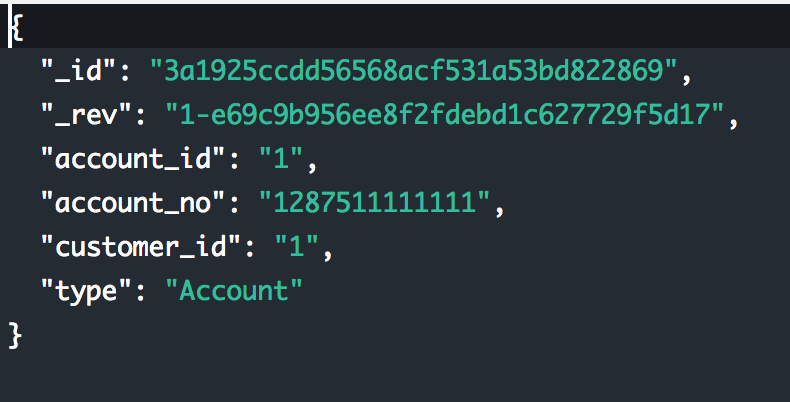 {
"_id": "3a1925ccdd56568acf531a53bd822869",
"_rev": "1-e69c9b956ee8f2fdebd1c627729f5d17",
"account_id": "1",
"account_no": "1287511111111",
"customer_id": "1",
"type": "Account"
}